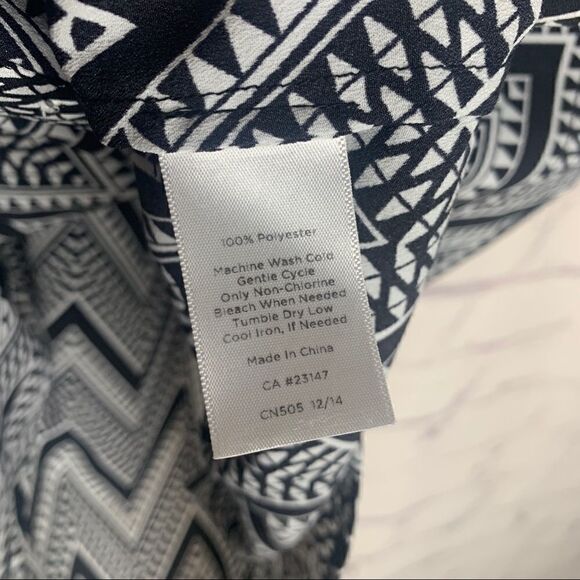 100% Polyester
Machine Wash Cold
Gentle Cycle
Only Non-Chlorine
Bleach When Needed
Tumble Dry Low
Cool Iron, If Needed
Made In China
CA #23147
CN505 12/14